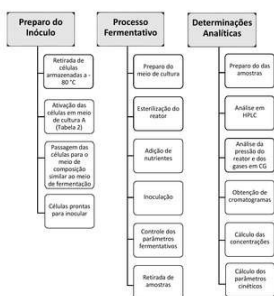 Preparo do
Inóculo
Retirada de
células
armazenadas a -
80 °C
Ativação das
células em meio
de cultura A
(Tabela 2)
Passagem das
células para o
meio de
composição
similar ao meio
de fermentação
Células prontas
para inocular
Processo
Fermentativo
Preparo do
meio de cultura
Esterilização do
reator
Adição de
nutrientes
Inoculação
Controle dos
parâmetros
fermentativos
Retirada de
amostras
Determinações
Analíticas
Preparo do das
amostras
Análise em
HPLC
Análise da
pressão do
reator e dos
gases em CG
Obtenção de
cromatogramas
Cálculo das
concentrações
Cálculo dos
parâmetros
cinéticos